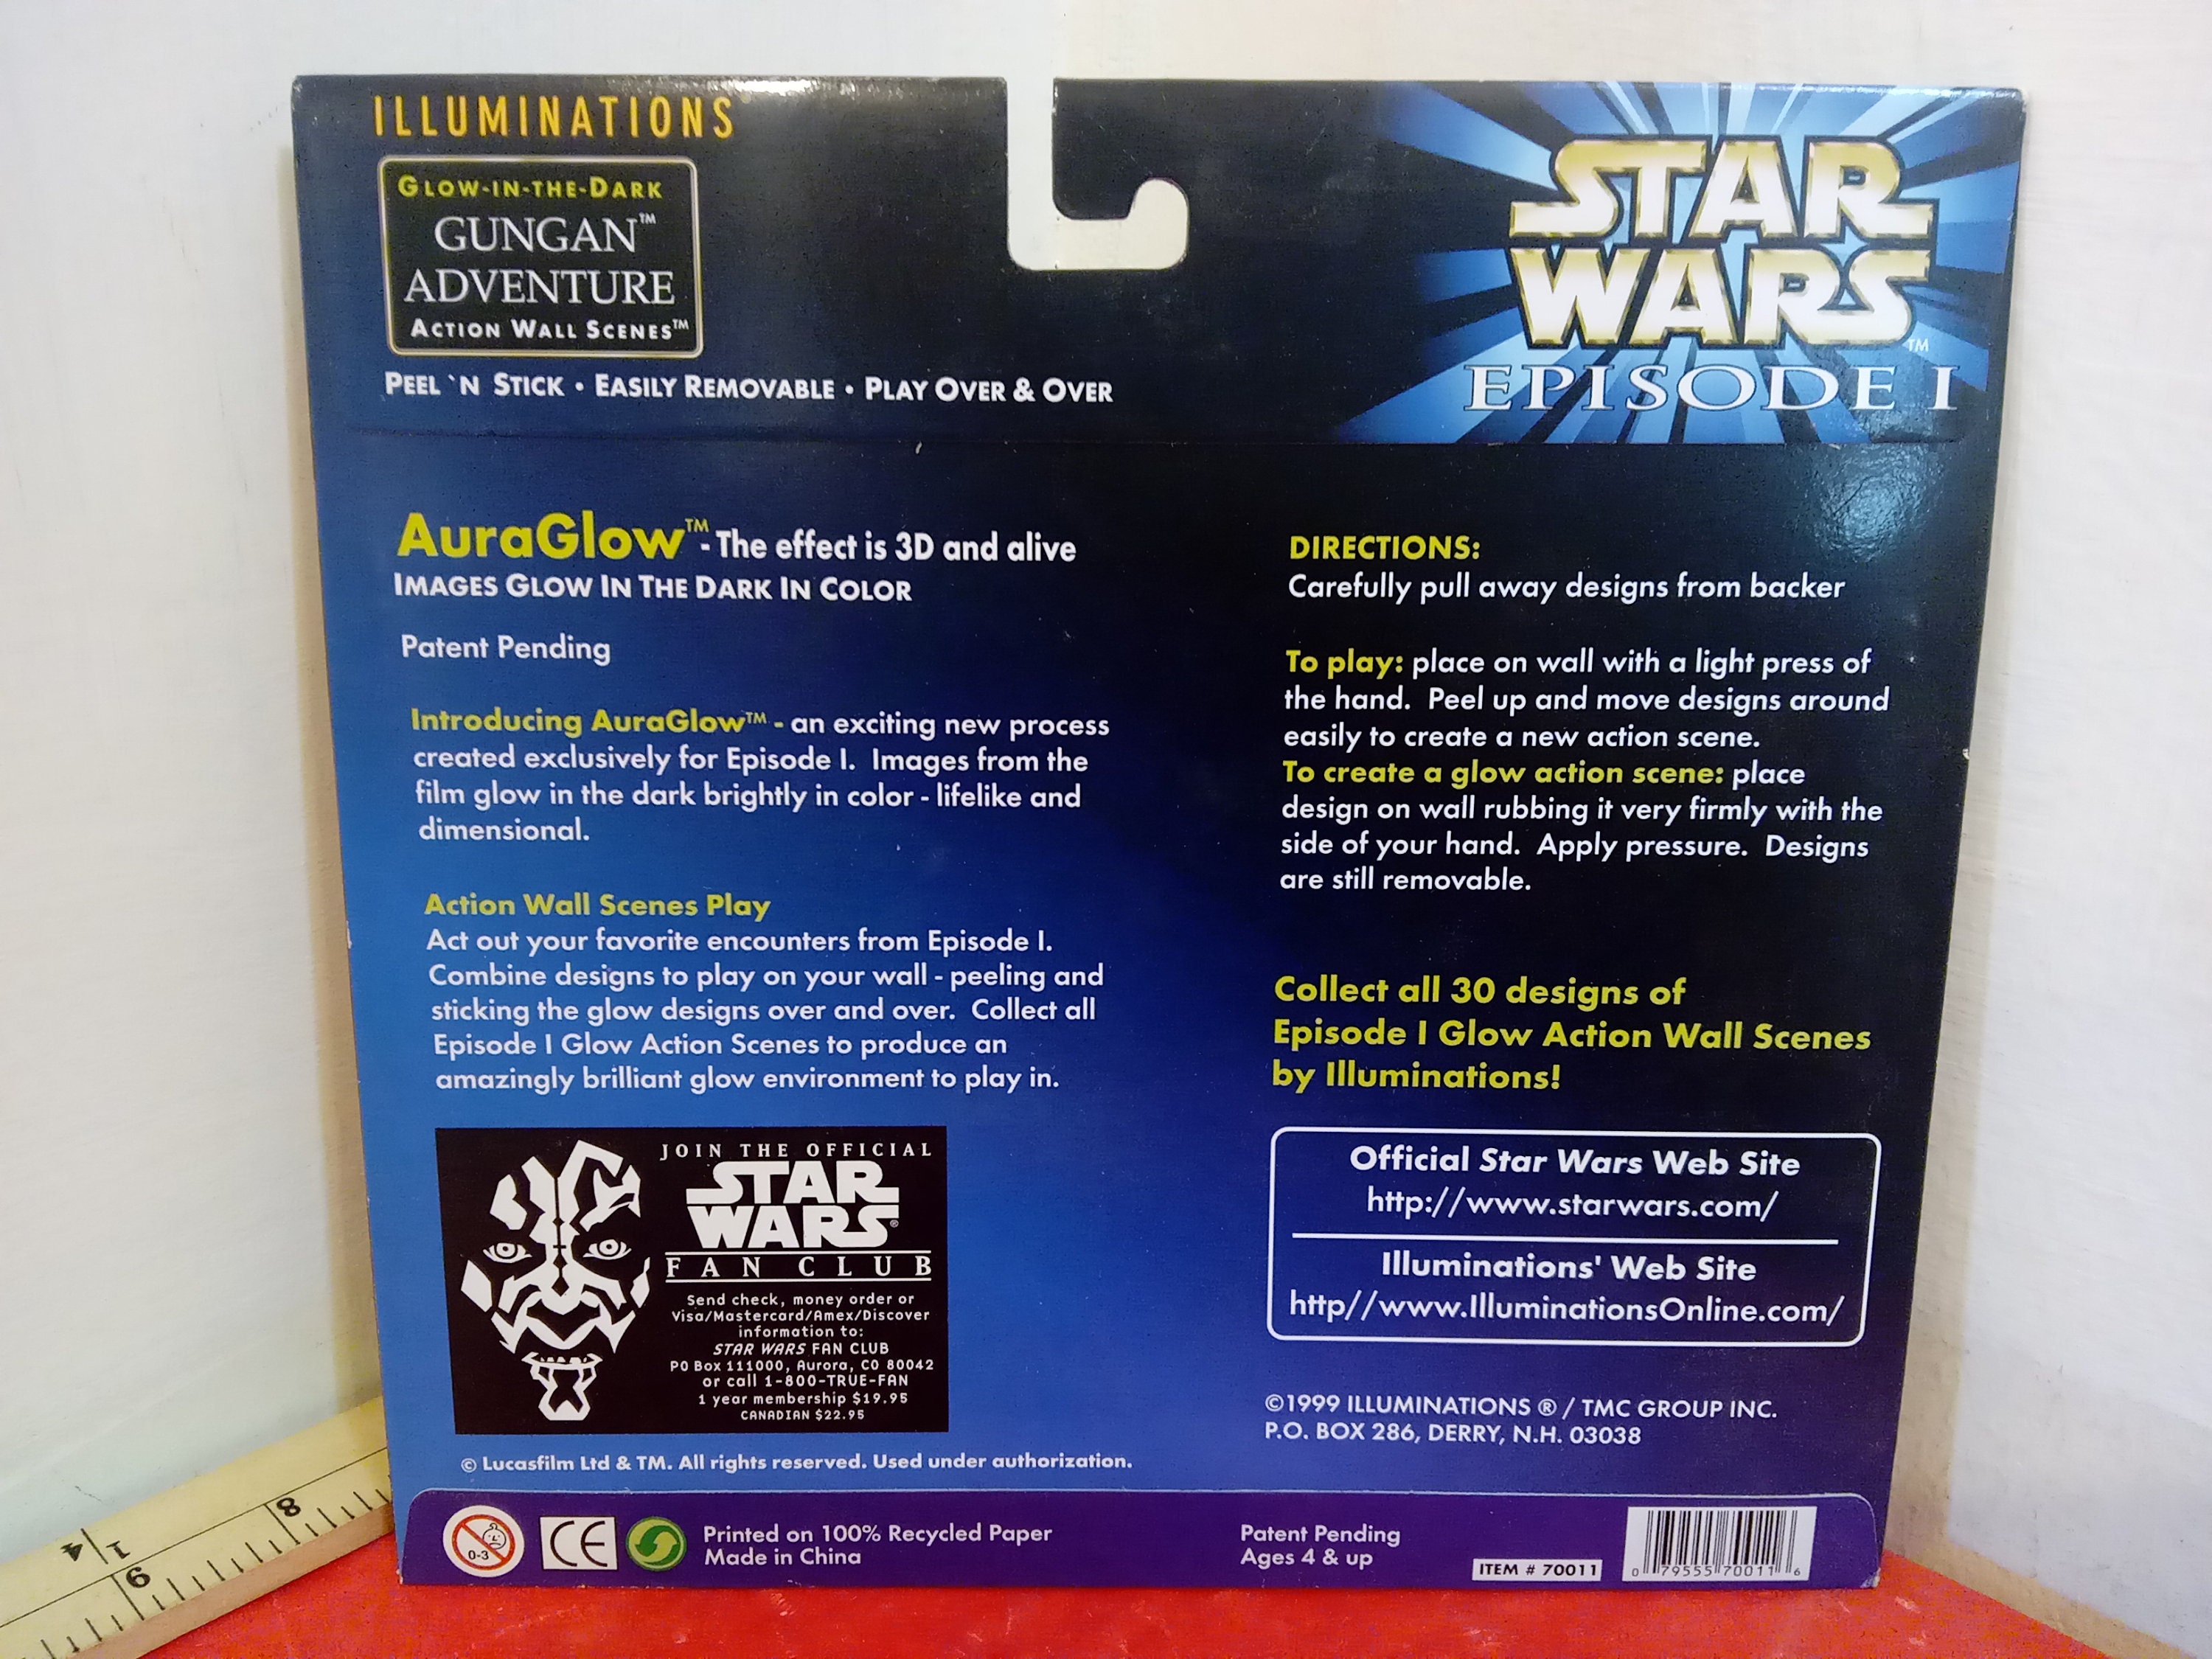 ILLUMINATIONS
GLOW-IN-THE-DARK
GUNGAN™
ADVENTURE
ACTION WALL SCENES™
PEEL `N STICK • EASILY REMOVABLE • PLAY OVER & OVER
STAR
WARS™
EPISODE I
AuraGlow™- The effect is 3D and alive
IMAGES GLOW IN THE DARK IN COLOR
Patent Pending
Introducing AuraGlow™ - an exciting new process
created exclusively for Episode I. Images from the
film glow in the dark brightly in color - lifelike and
dimensional.
Action Wall Scenes Play
Act out your favorite encounters from Episode I.
Combine designs to play on your wall - peeling and
sticking the glow designs over and over. Collect all
Episode I Glow Action Scenes to produce an
amazingly brilliant glow environment to play in.
JOIN THE OFFICIAL
STAR
WARS®
FAN CLUB
Send check, money order or
Visa/Mastercard/Amex/Discover
information to:
STAR WARS FAN CLUB
PO Box 111000, Aurora, CO 80042
or call 1-800-TRUE-FAN
1 year membership $19.95
CANADIAN $22.95
© Lucasfilm Ltd & TM. All rights reserved. Used under authorization.
DIRECTIONS:
Carefully pull away designs from backer
To play: place on wall with a light press of
the hand. Peel up and move designs around
easily to create a new action scene.
To create a glow action scene: place
design on wall rubbing it very firmly with the
side of your hand. Apply pressure. Designs
are still removable.
Collect all 30 designs of
Episode I Glow Action Wall Scenes
by Illuminations!
Official Star Wars Web Site
http://www.starwars.com/
Illuminations' Web Site
http//www.IlluminationsOnline.com/
©1999 ILLUMINATIONS ® / TMC GROUP INC.
P.O. BOX 286, DERRY, N.H. 03038
0-3
CE
Printed on 100% Recycled Paper
Made in China
Patent Pending
Ages 4 & up
ITEM # 70011
0 79555 70011 6
8
1
4
9